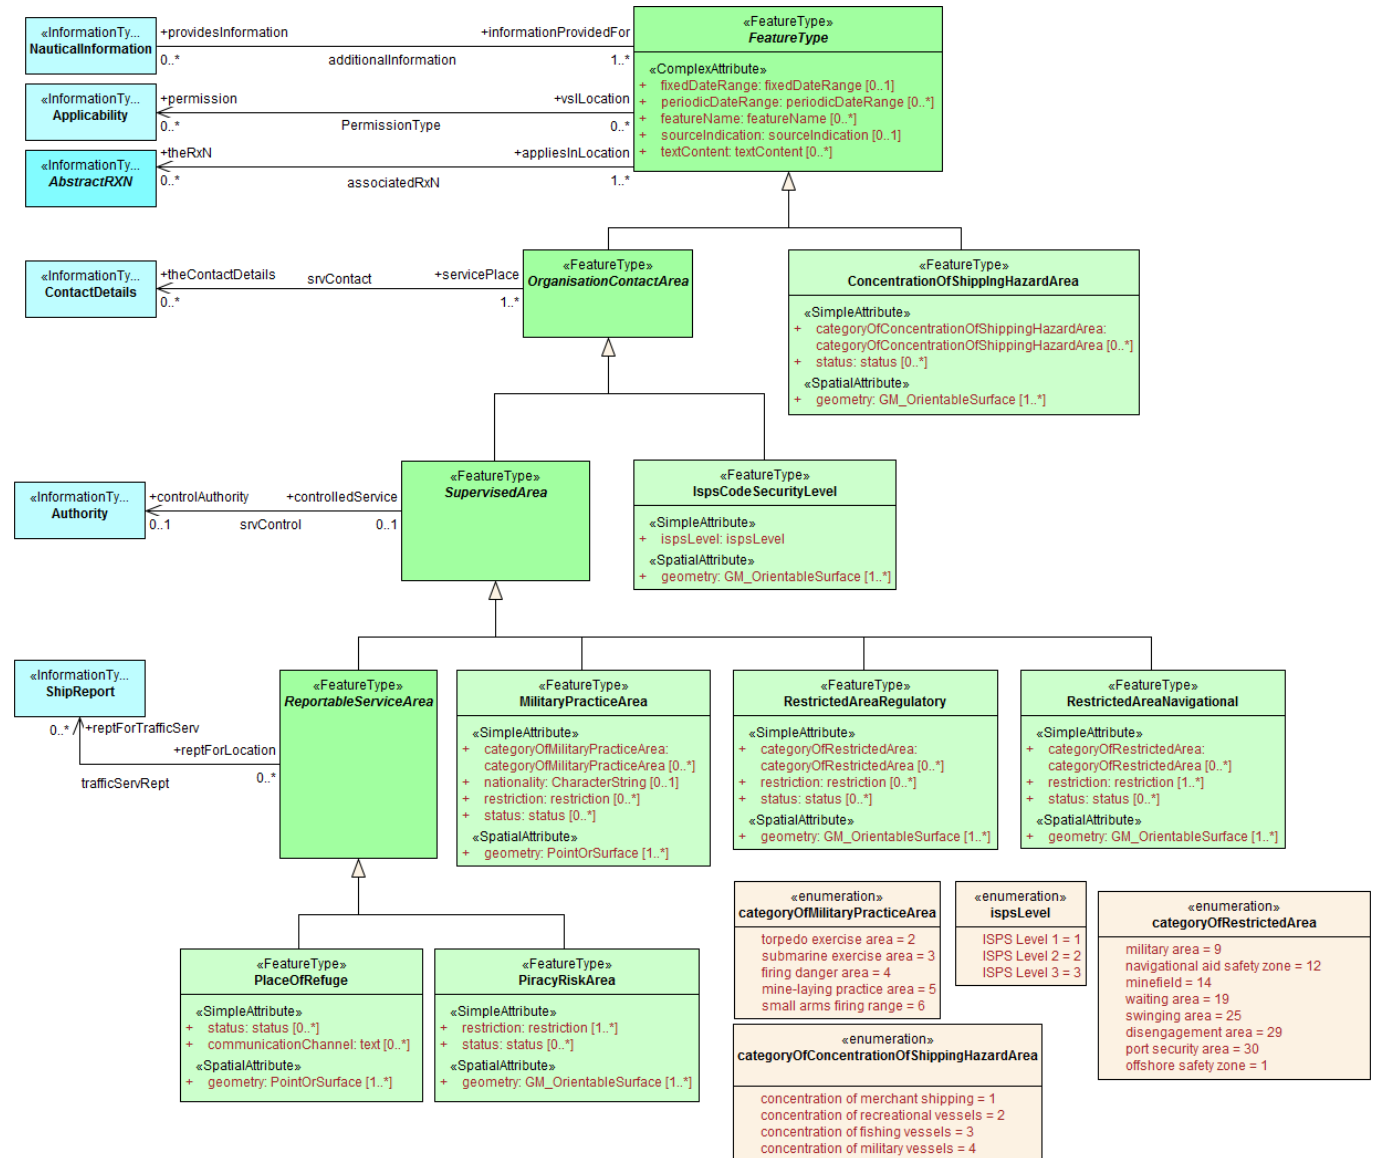 «InformationTy...
NauticalInformation
+providesInformation
+informationProvidedFor
0..*
additionalInformation
1..*
«FeatureType»
FeatureType
«ComplexAttribute»
+ fixedDateRange: fixedDateRange [0..1]
+ periodicDateRange: periodicDateRange [0..*]
+ featureName: featureName [0..*]
+ sourceIndication: sourceIndication [0..1]
+ textContent: textContent [0..*]
«InformationTy...
Applicability
+permission
+vslLocation
0..*
PermissionType
0..*
«InformationTy...
AbstractRXN
+theRxN
+appliesInLocation
0..*
associatedRxN
1..*
«InformationTy...
ContactDetails
+theContactDetails
srvContact
+servicePlace
0..*
1..*
«FeatureType»
OrganisationContactArea
«FeatureType»
ConcentrationOfShippingHazardArea
«SimpleAttribute»
+ categoryOfConcentrationOfShippingHazardArea:
categoryOfConcentrationOfShippingHazardArea [0..*]
+ status: status [0..*]
«SpatialAttribute»
+ geometry: GM_OrientableSurface [1..*]
«InformationTy...
Authority
+controlAuthority
+controlledService
0..1
srvControl
0..1
«FeatureType»
SupervisedArea
«FeatureType»
IspsCodeSecurityLevel
«SimpleAttribute»
+ ispsLevel: ispsLevel
«SpatialAttribute»
+ geometry: GM_OrientableSurface [1..*]
«InformationTy...
ShipReport
0..*
+reptForTrafficServ
+reptForLocation
trafficServRept
0..*
«FeatureType»
ReportableServiceArea
«FeatureType»
MilitaryPracticeArea
«SimpleAttribute»
+ categoryOfMilitaryPracticeArea:
categoryOfMilitaryPracticeArea [0..*]
+ nationality: CharacterString [0..1]
+ restriction: restriction [0..*]
+ status: status [0..*]
«SpatialAttribute»
+ geometry: PointOrSurface [1..*]
«FeatureType»
RestrictedAreaRegulatory
«SimpleAttribute»
+ categoryOfRestrictedArea:
categoryOfRestrictedArea [0..*]
+ restriction: restriction [0..*]
+ status: status [0..*]
«SpatialAttribute»
+ geometry: GM_OrientableSurface [1..*]
«FeatureType»
RestrictedAreaNavigational
«SimpleAttribute»
+ categoryOfRestrictedArea:
categoryOfRestrictedArea [0..*]
+ restriction: restriction [1..*]
+ status: status [0..*]
«SpatialAttribute»
+ geometry: GM_OrientableSurface [1..*]
«FeatureType»
PlaceOfRefuge
«SimpleAttribute»
+ status: status [0..*]
+ communicationChannel: text [0..*]
«SpatialAttribute»
+ geometry: PointOrSurface [1..*]
«FeatureType»
PiracyRiskArea
«SimpleAttribute»
+ restriction: restriction [1..*]
+ status: status [0..*]
«SpatialAttribute»
+ geometry: GM_OrientableSurface [1..*]
«enumeration»
categoryOfMilitaryPracticeArea
torpedo exercise area = 2
submarine exercise area = 3
firing danger area = 4
mine-laying practice area = 5
small arms firing range = 6
«enumeration»
ispsLevel
ISPS Level 1 = 1
ISPS Level 2 = 2
ISPS Level 3 = 3
«enumeration»
categoryOfRestrictedArea
military area = 9
navigational aid safety zone = 12
minefield = 14
waiting area = 19
swinging area = 25
disengagement area = 29
port security area = 30
offshore safety zone = 1
«enumeration»
categoryOfConcentrationOfShippingHazardArea
concentration of merchant shipping = 1
concentration of recreational vessels = 2
concentration of fishing vessels = 3
concentration of military vessels = 4